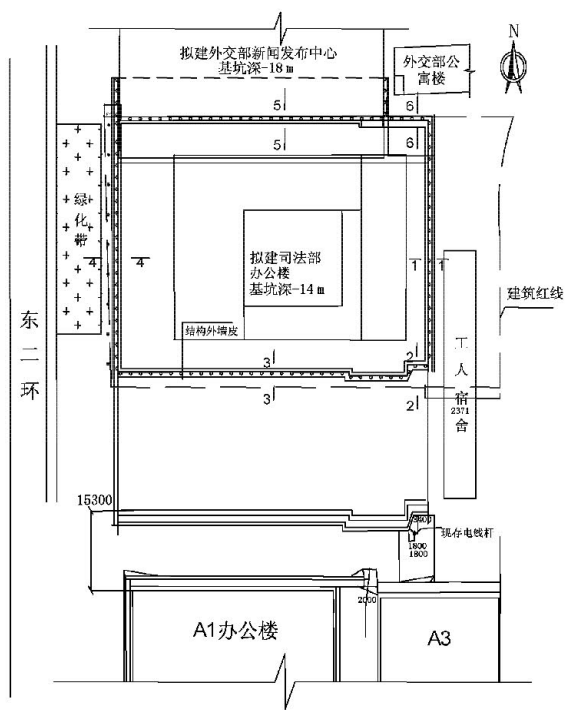 拟建外交部新闻发布中心
基坑深-18m
外交部公
寓楼
N
5
5
6
6
绿化带
4
4
拟建司法部
办公楼
基坑深-14m
1
1
建筑红线
东二环
结构外墙皮
3
3
2
2
工人宿舍
2371
15300
现存电线杆
1800
1800
2000
A1办公楼
A3